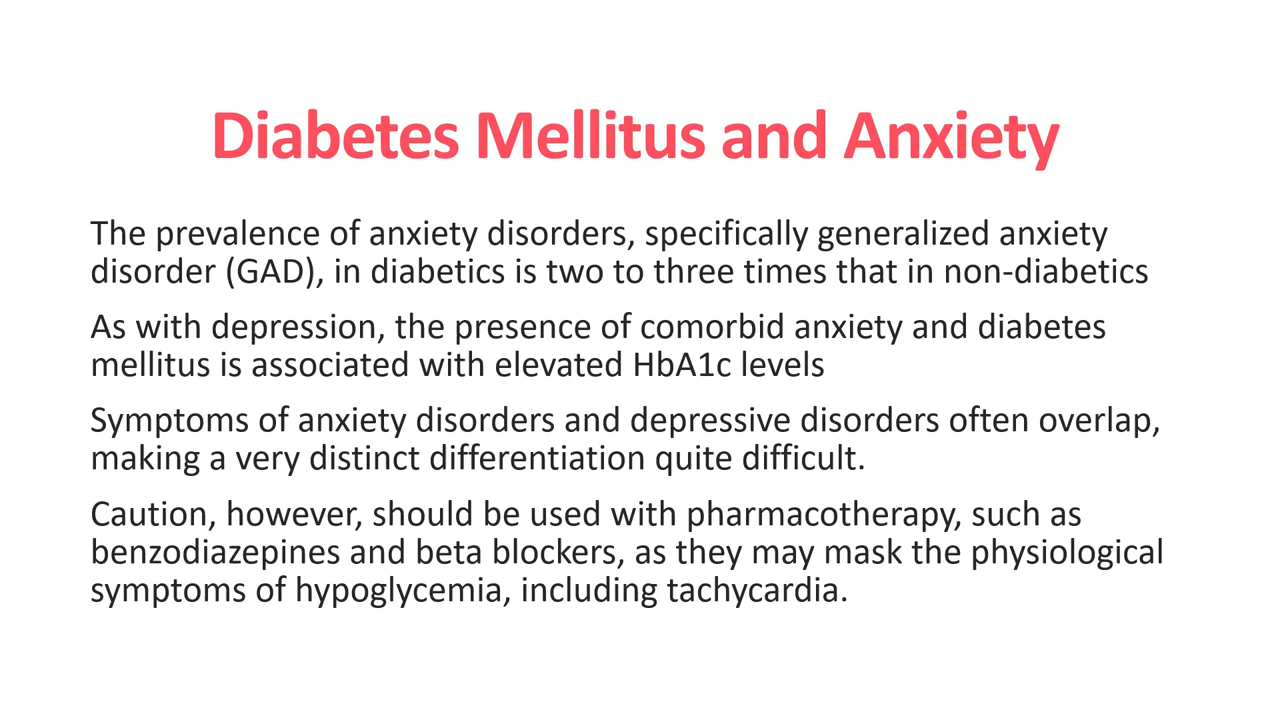 Diabetes Mellitus and Anxiety
The prevalence of anxiety disorders, specifically generalized anxiety
disorder (GAD), in diabetics is two to three times that in non-diabetics
As with depression, the presence of comorbid anxiety and diabetes
mellitus is associated with elevated HbA1c levels
Symptoms of anxiety disorders and depressive disorders often overlap,
making a very distinct differentiation quite difficult.
Caution, however, should be used with pharmacotherapy, such as
benzodiazepines and beta blockers, as they may mask the physiological
symptoms of hypoglycemia, including tachycardia.